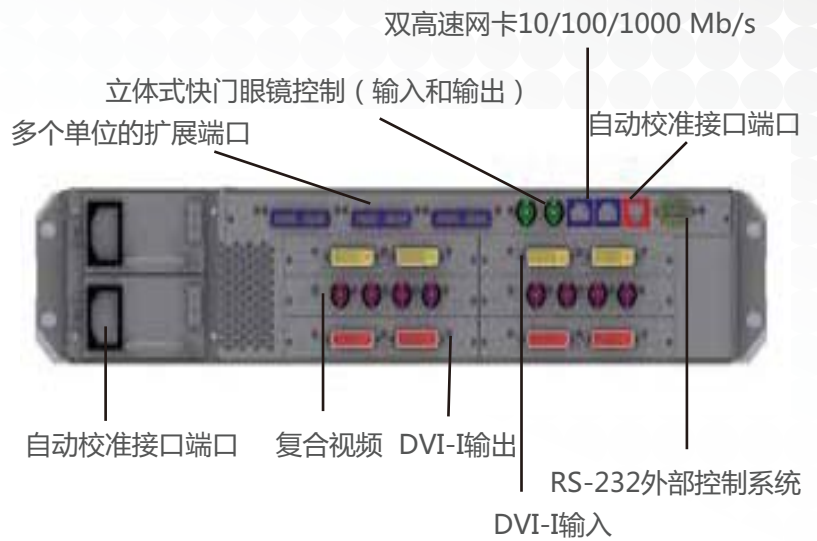 双高速网卡10/100/1000 Mb/s
立体式快门眼镜控制（输入和输出）
多个单位的扩展端口
自动校准接口端口
自动校准接口端口
复合视频
DVI-I输出
RS-232外部控制系统
DVI-I输入